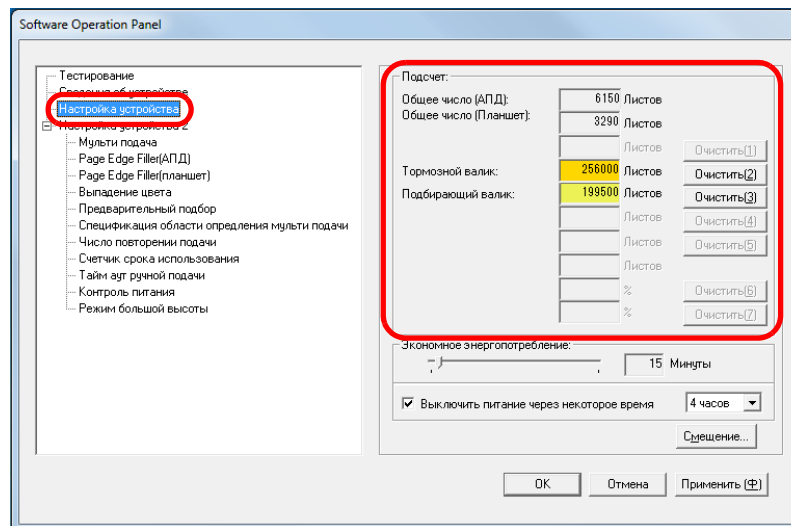 Software Operation Panel
Тестирование
Сведения об устройстве
Настройка устройства
Настройка устройства 2
Мульти подача
Page Edge Filler(АПД)
Page Edge Filler(планшет)
Выпадение цвета
Предварительный подбор
Спецификация области опредления мульти подачи
Число повторении подачи
Счетчик срока использования
Тайм аут ручной подачи
Контроль питания
Режим большой высоты
Подсчет:
Общее число (АПД): 6150 Листов
Общее число (Планшет): 3290 Листов
Листов Очистить(1)
Тормозной валик: 256000 Листов Очистить(2)
Подбирающий валик: 199500 Листов Очистить(3)
Листов Очистить(4)
Листов Очистить(5)
Листов
% Очистить(6)
% Очистить(7)
Экономное энергопотребление:
15 Минуты
Выключить питание через некоторое время 4 часов
Смещение...
OK Отмена Применить (Ф)